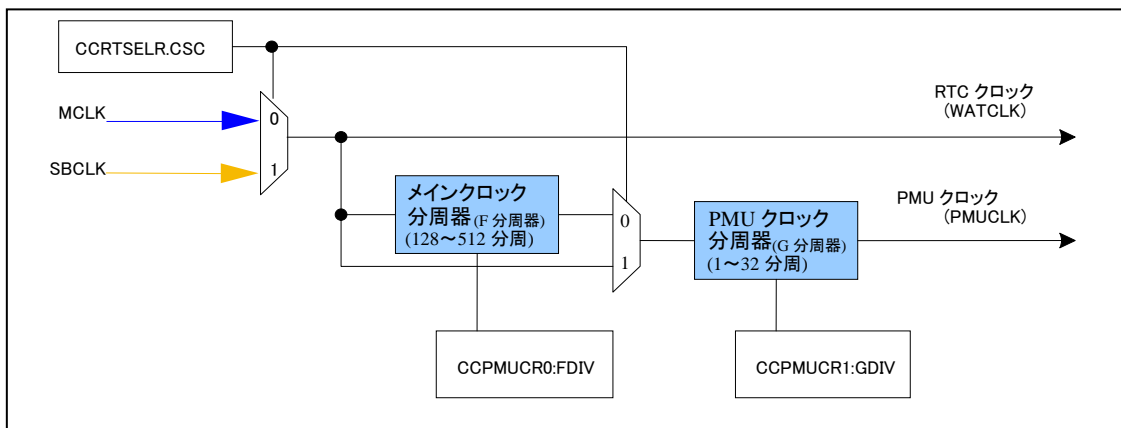 CCRTSELR.CSC
MCLK
SBCLK
0
1
RTC クロック
(WATCLK)
メインクロック
分周器(F 分周器)
(128～512 分周)
0
1
PMU クロック
分周器(G 分周器)
(1～32 分周)
PMU クロック
(PMUCLK)
CCPMUCR0:FDIV
CCPMUCR1:GDIV